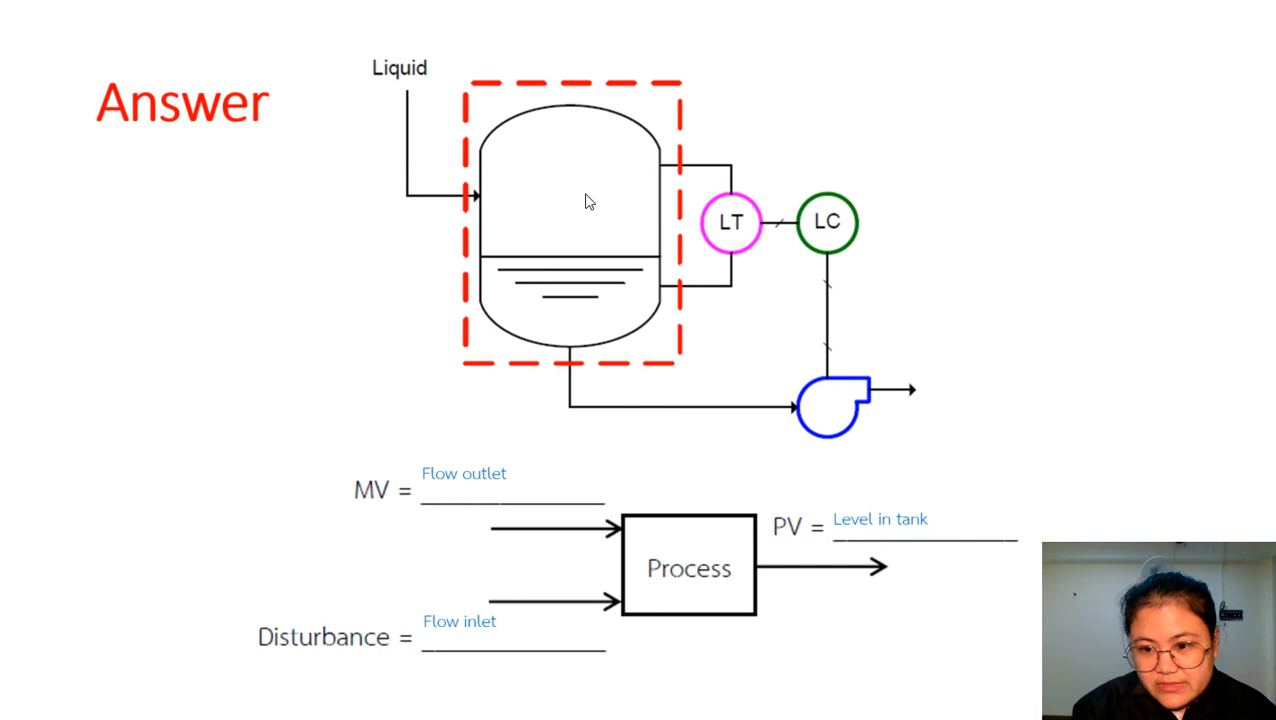 Liquid
Answer
LT
LC
Flow outlet
MV =
Level in tank
PV =
Process
Flow inlet
Disturbance =